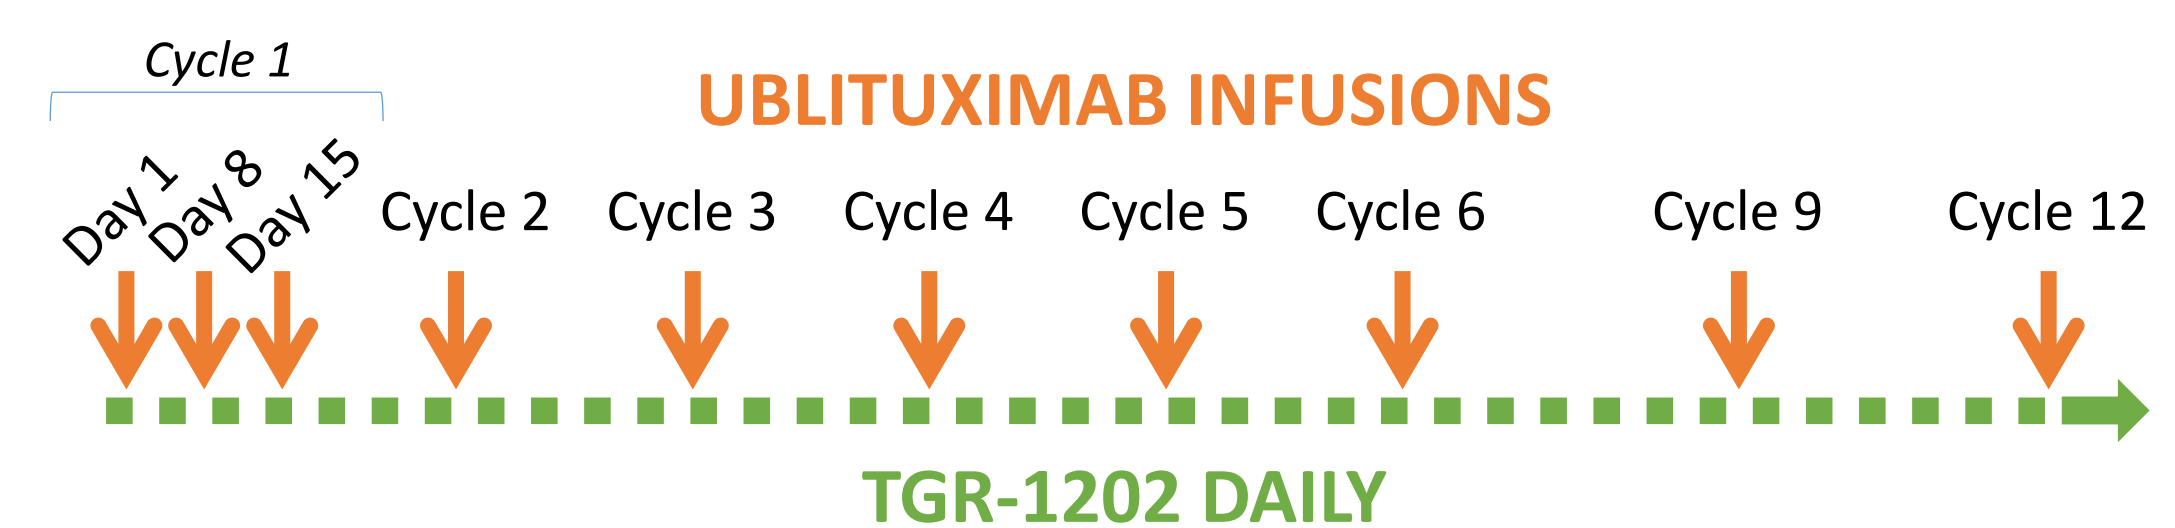 Cycle 1
UBLITUXIMAB INFUSIONS
Day 1
Day 8
Day 15
Cycle 2
Cycle 3
Cycle 4
Cycle 5
Cycle 6
Cycle 9
Cycle 12
TGR-1202 DAILY